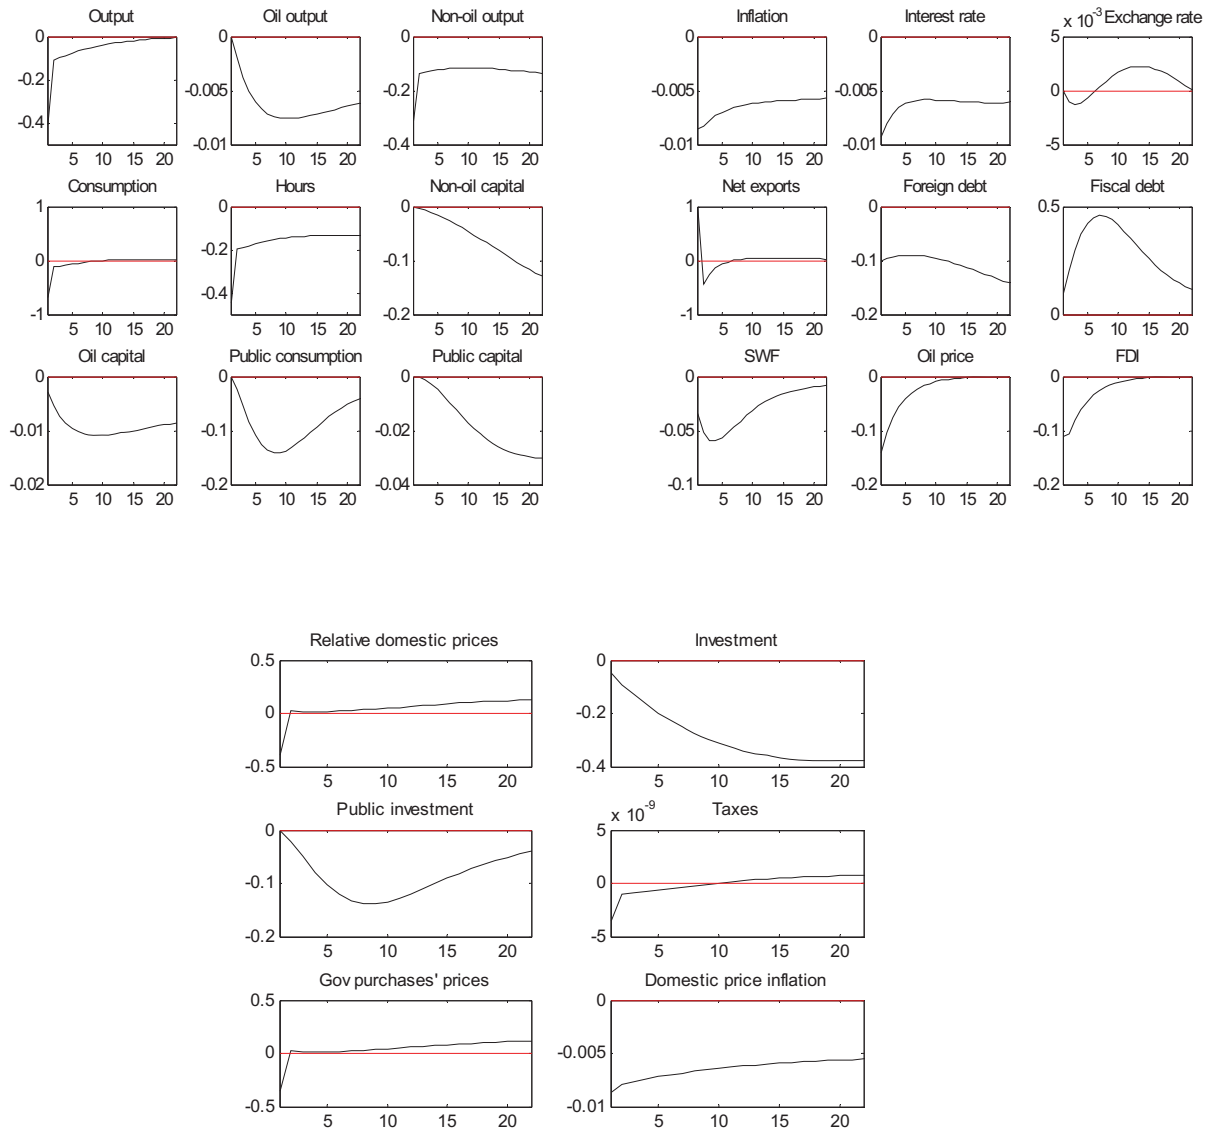 Output Oil output Non-oil output Inflation Interest rate x 10-3 Exchange rate
0 0 0 0 0 5
-0.2 -0.005 -0.2 -0.005 -0.005 0
-0.4 -0.01 -0.4 -0.01 -0.01 -5
5 10 15 20 5 10 15 20 5 10 15 20 5 10 15 20 5 10 15 20 5 10 15 20
Consumption Hours Non-oil capital Net exports Foreign debt Fiscal debt
1 0 0 1 0 0.5
0 -0.2 -0.1 0 -0.1
-1 -0.4 -0.2 -1 -0.2 0
5 10 15 20 5 10 15 20 5 10 15 20 5 10 15 20 5 10 15 20 5 10 15 20
Oil capital Public consumption Public capital SWF Oil price FDI
0 0 0 0 0 0
-0.01 -0.1 -0.02 -0.05 -0.1 -0.1
-0.02 -0.2 -0.04 -0.1 -0.2 -0.2
5 10 15 20 5 10 15 20 5 10 15 20 5 10 15 20 5 10 15 20 5 10 15 20
Relative domestic prices Investment
0.5 0
0 -0.2
-0.5 -0.4
5 10 15 20 5 10 15 20
Public investment x 10-9 Taxes
0 5
-0.1 0
-0.2 -5
5 10 15 20 5 10 15 20
Gov purchases' prices Domestic price inflation
0.5 0
0 -0.005
-0.5 -0.01
5 10 15 20 5 10 15 20